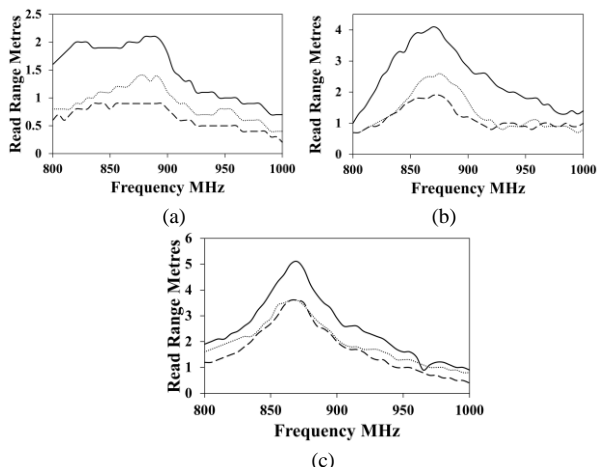 2.5
2
1.5
1
0.5
0
800 850 900 950 1000
Read Range Metres
Frequency MHz
(a)
4
3
2
1
0
800 850 900 950 1000
Read Range Metres
Frequency MHz
(b)
6
5
4
3
2
1
0
800 850 900 950 1000
Read Range Metres
Frequency MHz
(c)